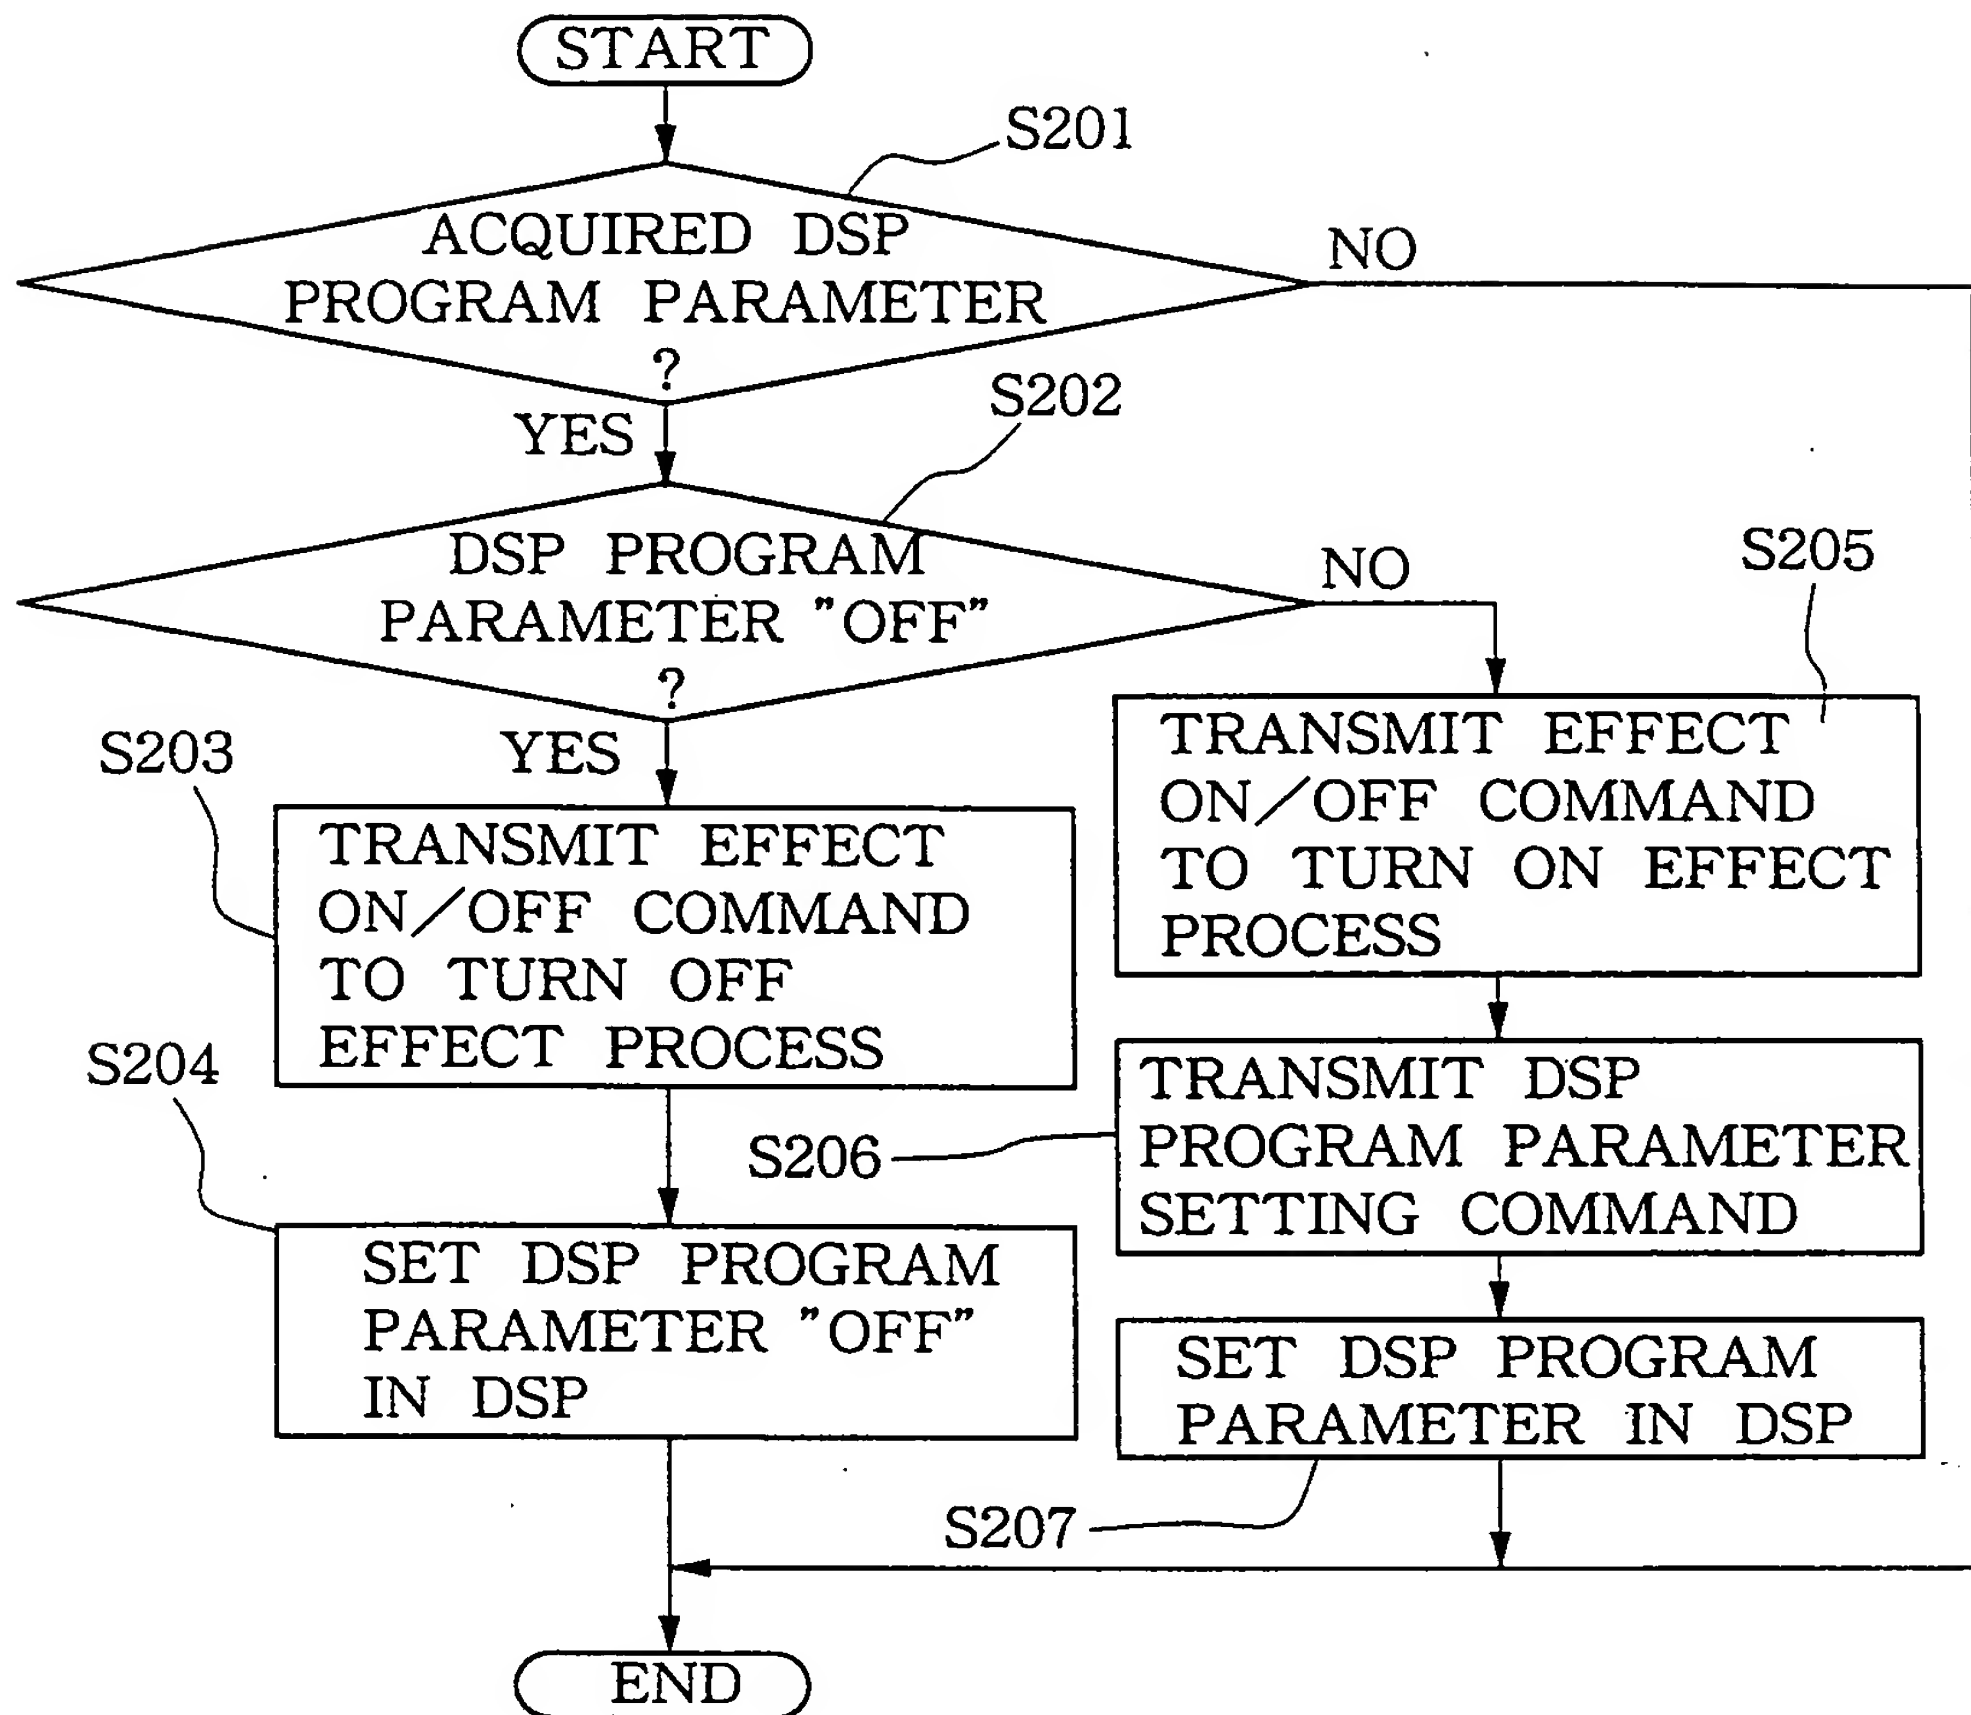 START
S201
ACQUIRED DSP
PROGRAM PARAMETER
?
NO
YES
S202
DSP PROGRAM
PARAMETER "OFF"
?
NO
YES
S203
TRANSMIT EFFECT
ON/OFF COMMAND
TO TURN OFF
EFFECT PROCESS
S204
SET DSP PROGRAM
PARAMETER "OFF"
IN DSP
S205
TRANSMIT EFFECT
ON/OFF COMMAND
TO TURN ON EFFECT
PROCESS
S206
TRANSMIT DSP
PROGRAM PARAMETER
SETTING COMMAND
SET DSP PROGRAM
PARAMETER IN DSP
S207
END